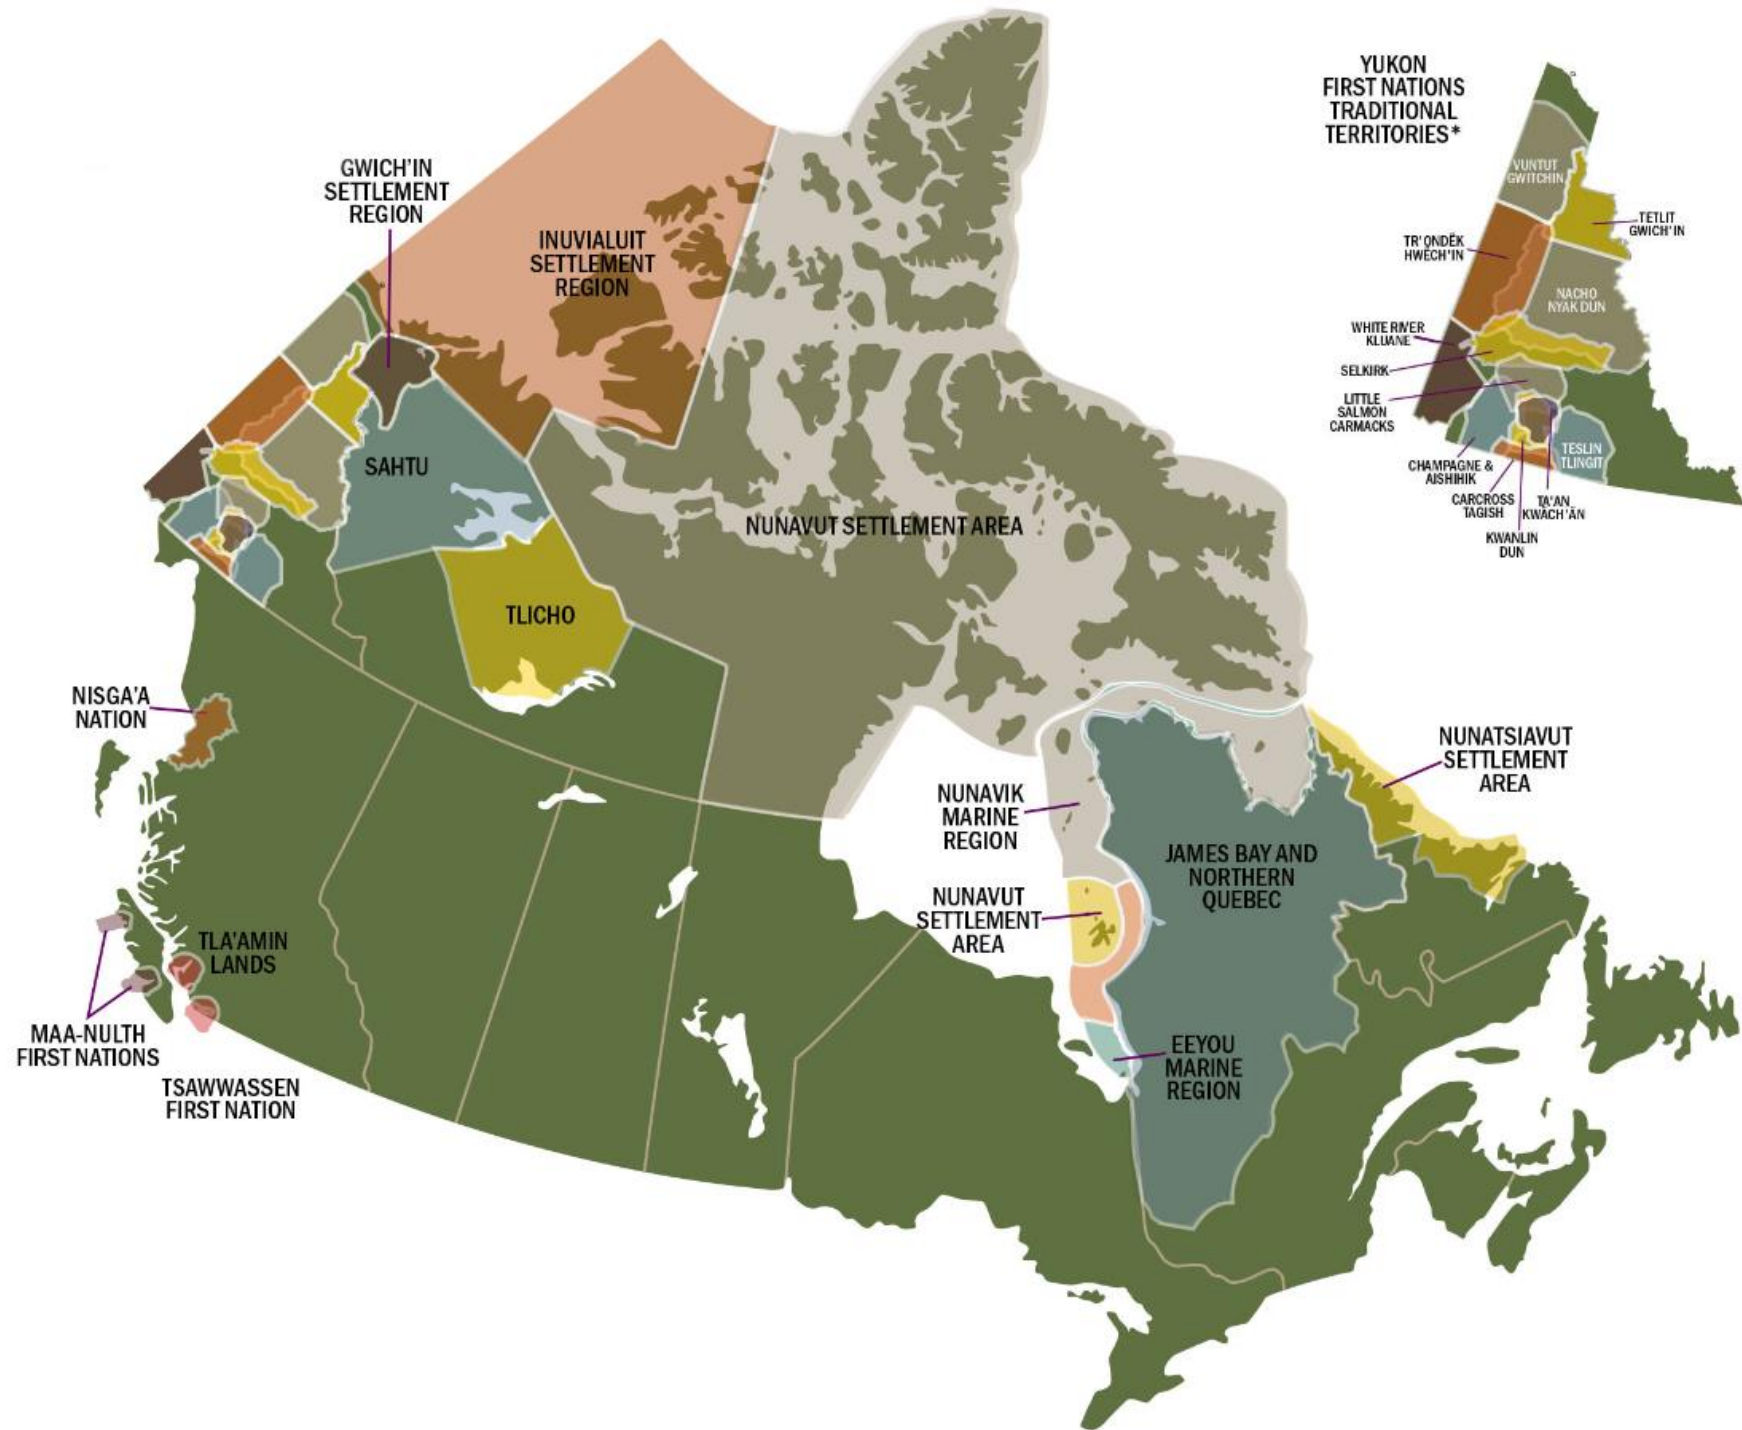 YUKON
FIRST NATIONS
TRADITIONAL
TERRITORIES*
GWICH'IN
SETTLEMENT
REGION
INUVIALUIT
SETTLEMENT
REGION
VUNTUT
GWITCHIN
TETLIT
GWICH'IN
TR'ONDËK
HWËCH'IN
NACHO
NYAK DUN
WHITE RIVER
KLUANE
SELKIRK
LITTLE
SALMON
CARMACKS
CHAMPAGNE &
AISHIHIK
TESLIN
TLINGIT
CARCROSS
TAGISH
TA'AN
KWÄCH'ÄN
KWANLIN
DUN
SAHTU
NUNAVUT SETTLEMENT AREA
TLICHO
NISGA'A
NATION
NUNATSIAVUT
SETTLEMENT
AREA
NUNAVIK
MARINE
REGION
JAMES BAY AND
NORTHERN
QUEBEC
NUNAVUT
SETTLEMENT
AREA
TLA'AMIN
LANDS
MAA-NULTH
FIRST NATIONS
EEYOU
MARINE
REGION
TSAWWASSEN
FIRST NATION